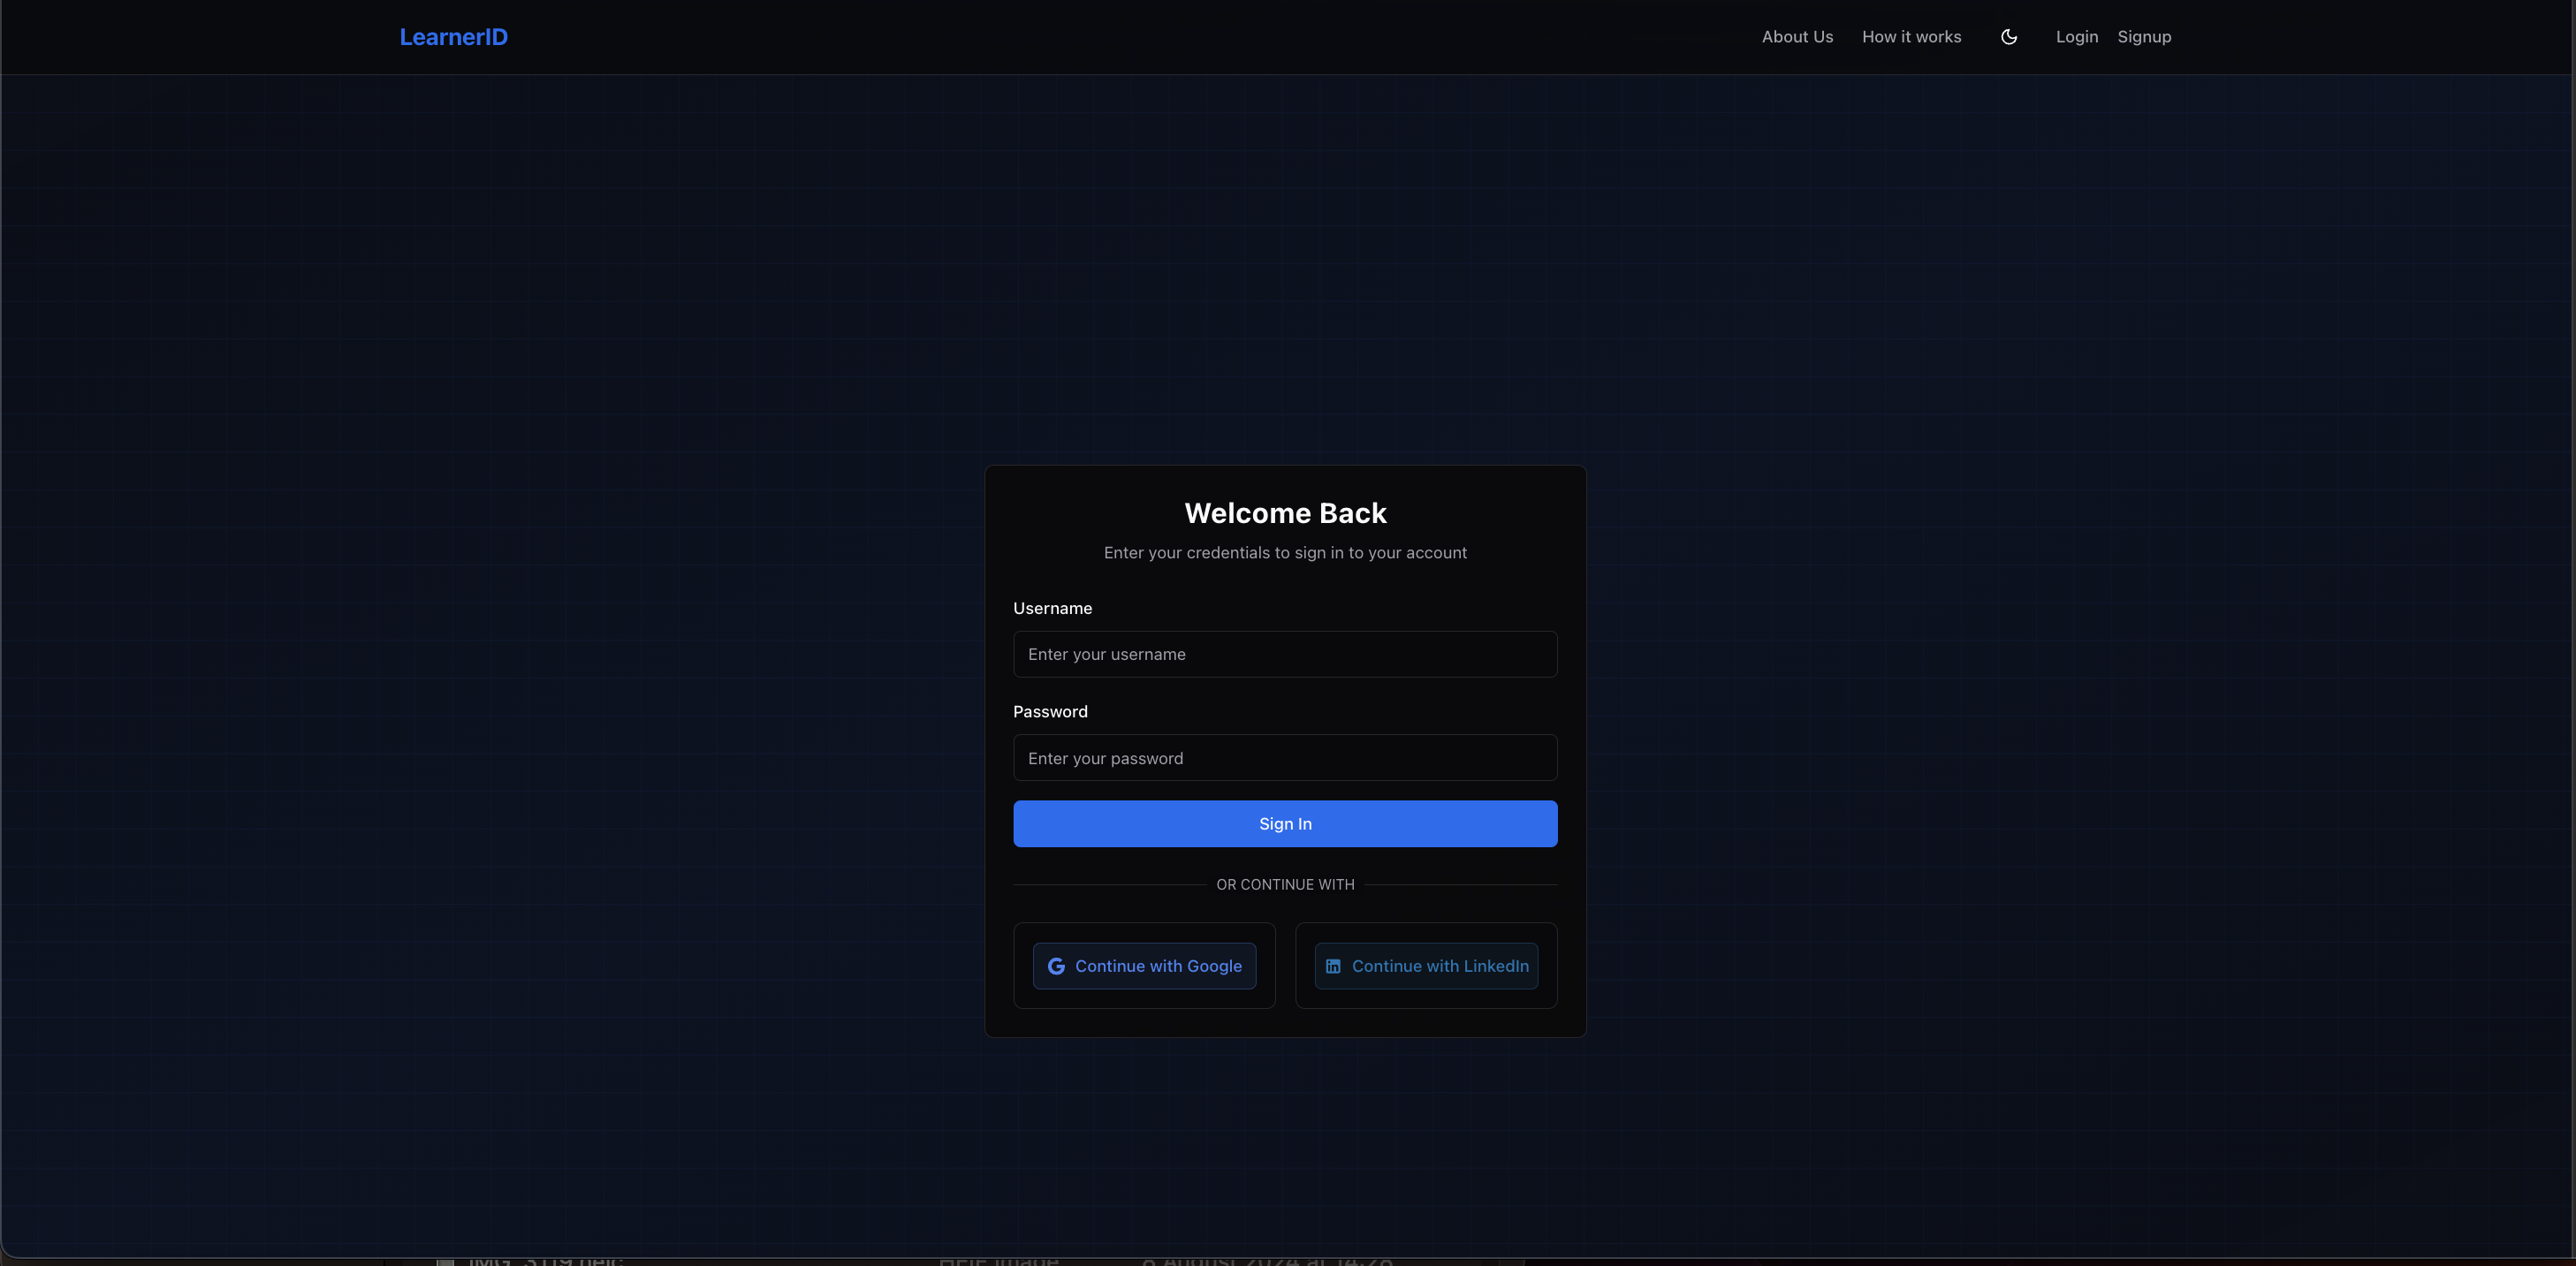 LearnerID
About Us
How it works
Login
Signup
Welcome Back
Enter your credentials to sign in to your account
Username
Enter your username
Password
Enter your password
Sign In
OR CONTINUE WITH
Continue with Google
Continue with LinkedIn